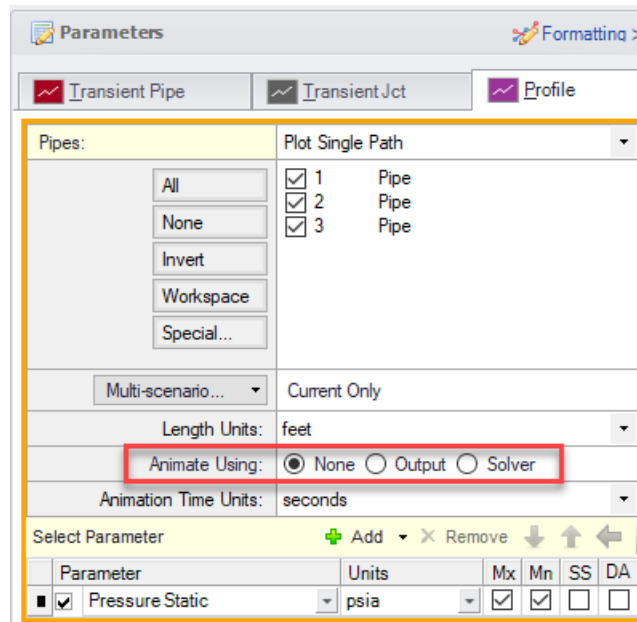 Parameters Formatting >
Transient Pipe Transient Jct Profile
Pipes: Plot Single Path
All 1 Pipe
None 2 Pipe
Invert 3 Pipe
Workspace
Special...
Multi-scenario... Current Only
Length Units: feet
Animate Using: None Output Solver
Animation Time Units: seconds
Select Parameter Add Remove
Parameter Units Mx Mn SS DA
Pressure Static psia